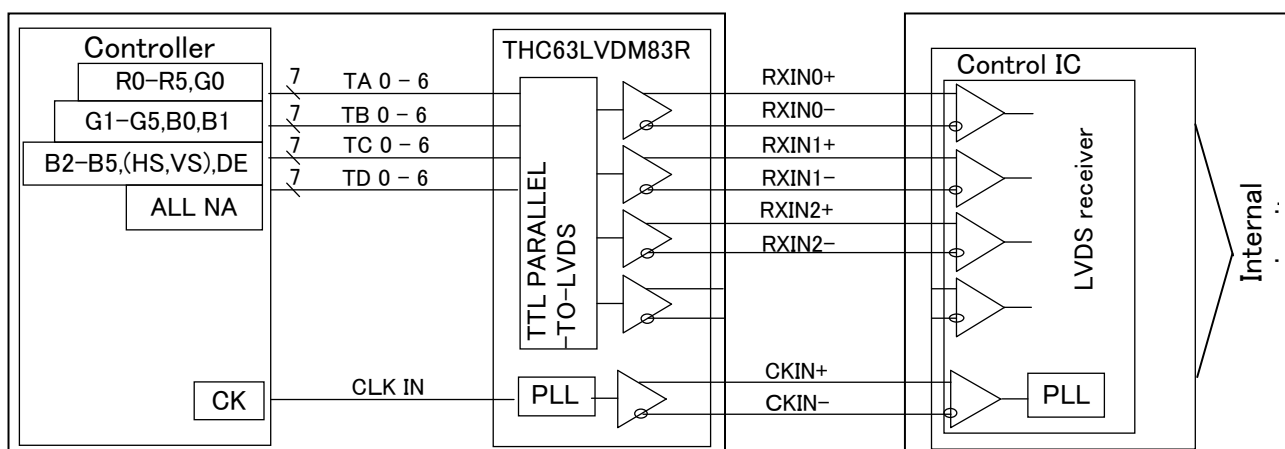 Controller
R0-R5,G0
G1-G5,B0,B1
B2-B5,(HS,VS),DE
ALL NA
CK
7
TA 0 - 6
7
TB 0 - 6
7
TC 0 - 6
7
TD 0 - 6
CLK IN
THC63LVDM83R
TTL PARALLEL
-TO-LVDS
PLL
RXIN0+
RXIN0-
RXIN1+
RXIN1-
RXIN2+
RXIN2-
CKIN+
CKIN-
Control IC
LVDS receiver
PLL
Internal